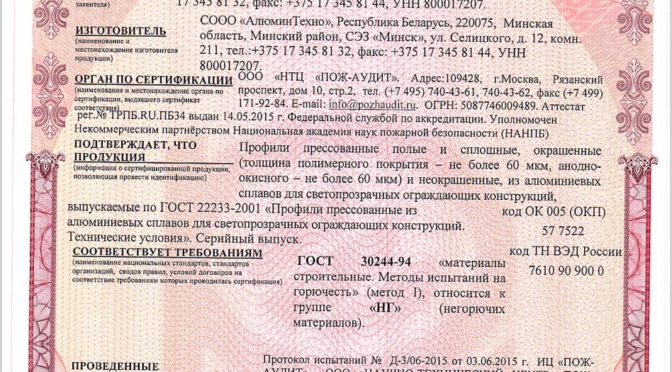 заявителя)
17 345 81 32, факс: +375 17 345 81 44, УНН 800017207.
ИЗГОТОВИТЕЛЬ
(наименование и
местонахождение изготовителя
продукции)
СООО «АлюминТехно», Республика Беларусь, 220075, Минская
область, Минский район, СЭЗ «Минск», ул. Селицкого, д. 12, комн.
211, тел.:+375 17 345 81 32, факс: +375 17 345 81 44, УНН
800017207.
ОРГАН ПО СЕРТИФИКАЦИИ
(наименование и местонахождение органа по
сертификации, выдавшего сертификат
соответствия)
ООО «НТЦ «ПОЖ-АУДИТ». Адрес:109428, г.Москва, Рязанский
проспект, дом 10, стр.2, тел. (+7 495) 740-43-61, 740-43-62, факс (+7 499)
171-92-84. E-mail: info@pozhaudit.ru. ОГРН: 5087746009489. Аттестат
рег.№ ТРПБ.RU.ПБ34 выдан 14.05.2015 г. Федеральной службой по аккредитации. Уполномочен
Некоммерческим партнёрством Национальная академия наук пожарной безопасности (НАНПБ)
ПОДТВЕРЖДАЕТ, ЧТО
ПРОДУКЦИЯ
(информация о сертифицированной продукции,
позволяющая провести идентификацию)
Профили прессованные полые и сплошные, окрашенные
(толщина полимерного покрытия – не более 60 мкм, анодно-
окисного – не более 60 мкм) и неокрашенные, из алюминиевых
сплавов для светопрозрачных ограждающих конструкций,
выпускаемые по ГОСТ 22233-2001 «Профили прессованные из
алюминиевых сплавов для светопрозрачных ограждающих конструкций.
Технические условия». Серийный выпуск.
код ОК 005 (ОКП)
57 7522
СООТВЕТСТВУЕТ ТРЕБОВАНИЯМ
(наименование национальных стандартов, стандартов
организаций, сводов правил, условий договоров на
соответствие требованиям которых проводилась сертификация)
ГОСТ 30244-94 «материалы
строительные. Методы испытаний на
горючесть» (метод I), относится к
группе «НГ» (негорючих
материалов).
код ТН ВЭД России
7610 90 900 0
ПРОВЕДЕННЫЕ
Протокол испытаний № Д-3/06-2015 от 03.06.2015 г. ИЦ «ПОЖ-